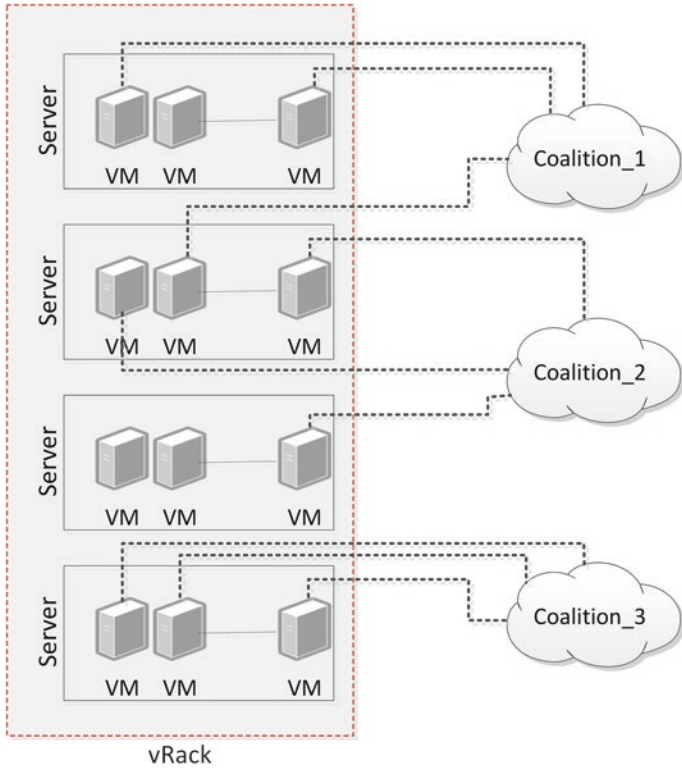 Server
VM VM VM
Coalition_1
Server
VM VM VM
Coalition_2
Server
VM VM VM
Server
VM VM VM
Coalition_3
vRack